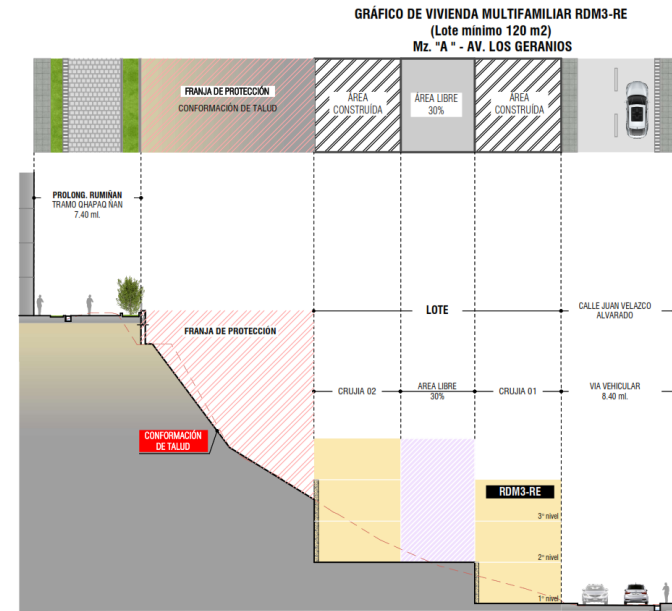 GRÁFICO DE VIVIENDA MULTIFAMILIAR RDM3-RE
(Lote mínimo 120 m2)
Mz. "A " - AV. LOS GERANIOS
FRANJA DE PROTECCIÓN
CONFORMACIÓN DE TALUD
ÁREA
CONSTRUÍDA
ÁREA LIBRE
30%
ÁREA
CONSTRUÍDA
PROLONG. RUMIÑAN
TRAMO QHAPAQ ÑAN
7.40 ml.
FRANJA DE PROTECCIÓN
LOTE
CALLE JUAN VELAZCO
ALVARADO
CRUJIA 02
AREA LIBRE
30%
CRUJIA 01
VIA VEHICULAR
8.40 ml.
CONFORMACIÓN
DE TALUD
RDM3-RE
3° nivel
2° nivel
1° nivel